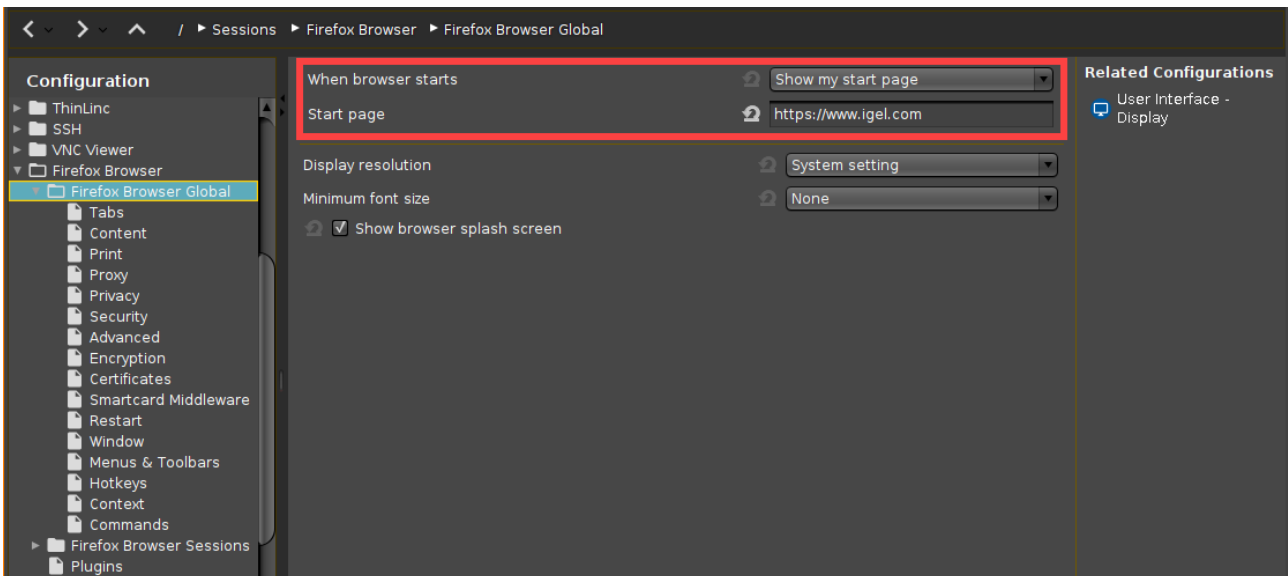 / ▸ Sessions ▸ Firefox Browser ▸ Firefox Browser Global
Configuration
ThinLinc
SSH
VNC Viewer
Firefox Browser
Firefox Browser Global
Tabs
Content
Print
Proxy
Privacy
Security
Advanced
Encryption
Certificates
Smartcard Middleware
Restart
Window
Menus & Toolbars
Hotkeys
Context
Commands
Firefox Browser Sessions
Plugins
When browser starts Show my start page
Start page https://www.igel.com
Display resolution System setting
Minimum font size None
Show browser splash screen
Related Configurations
User Interface -
Display